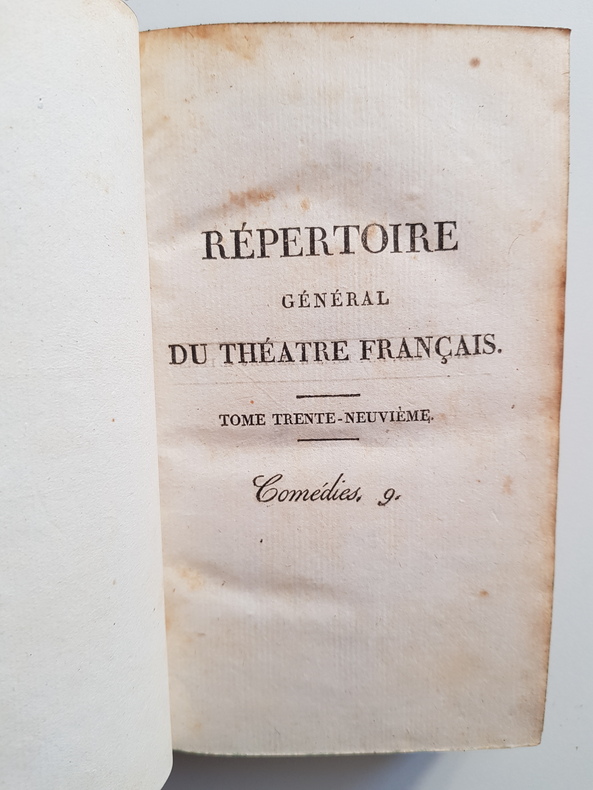 RÉPERTOIRE
GÉNÉRAL
DU THÉATRE FRANÇAIS.
TOME TRENTE-NEUVIÈME.
Comédies. 9.